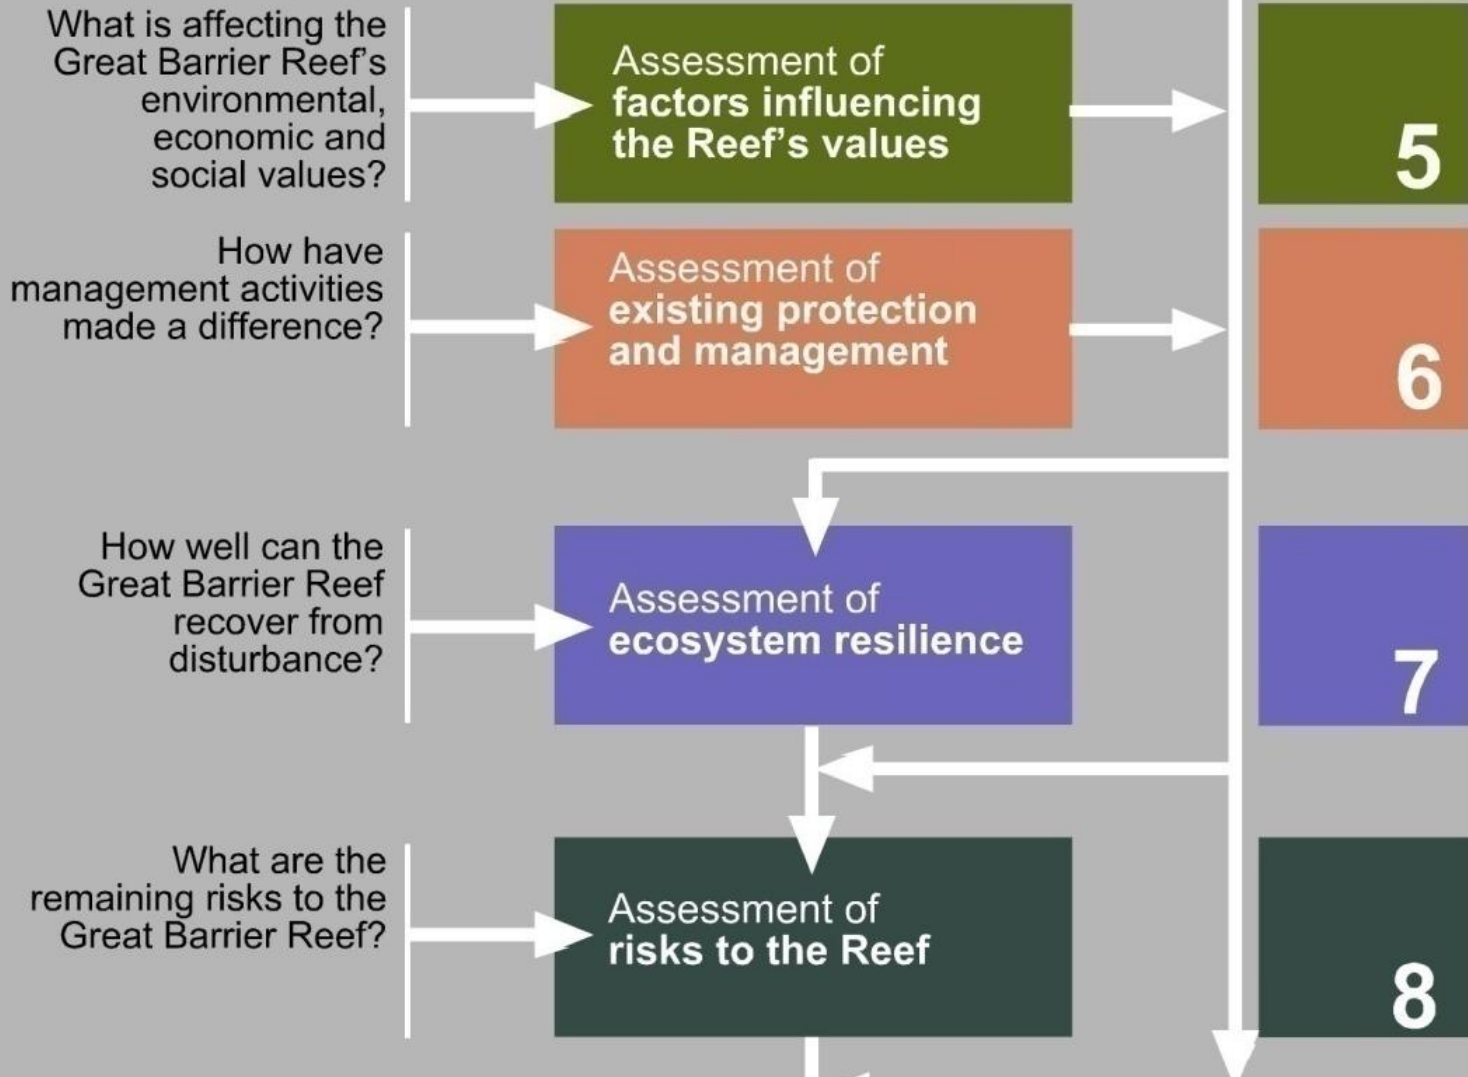 What is affecting the
Great Barrier Reef’s
environmental,
economic and
social values?
Assessment of
factors influencing
the Reef’s values
5
How have
management activities
made a difference?
Assessment of
existing protection
and management
6
How well can the
Great Barrier Reef
recover from
disturbance?
Assessment of
ecosystem resilience
7
What are the
remaining risks to the
Great Barrier Reef?
Assessment of
risks to the Reef
8